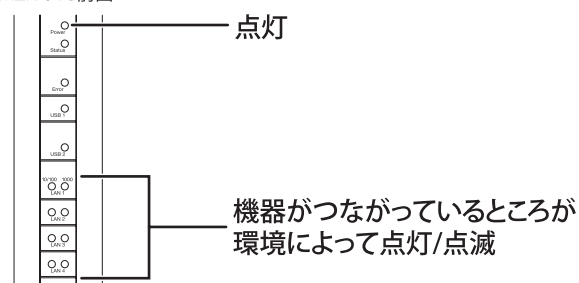 点灯
Power
Status
Error
USB 1
USB 2
10/100 1000
LAN 1
LAN 2
LAN 3
LAN 4
機器がつながっているところが
環境によって点灯/点滅